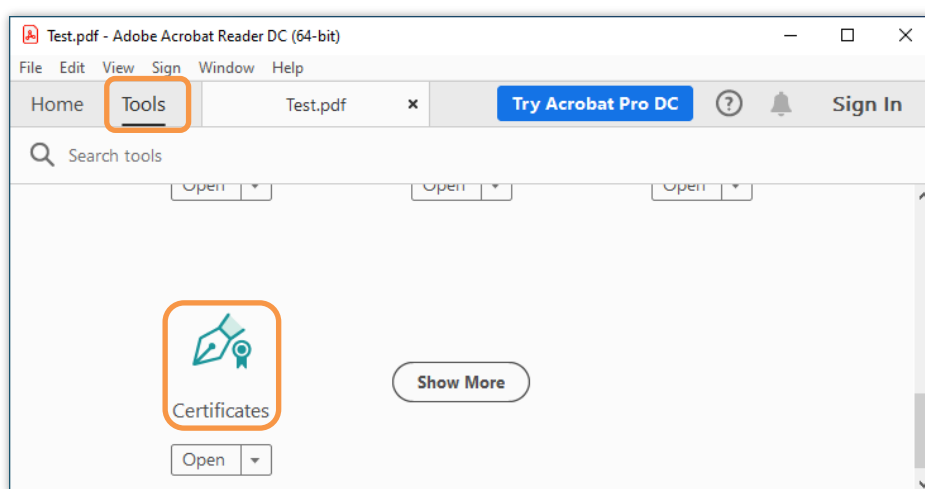 Test.pdf - Adobe Acrobat Reader DC (64-bit)
File Edit View Sign Window Help
Home Tools Test.pdf × Try Acrobat Pro DC ? Sign In
Search tools
Open Open Open
Certificates
Show More
Open